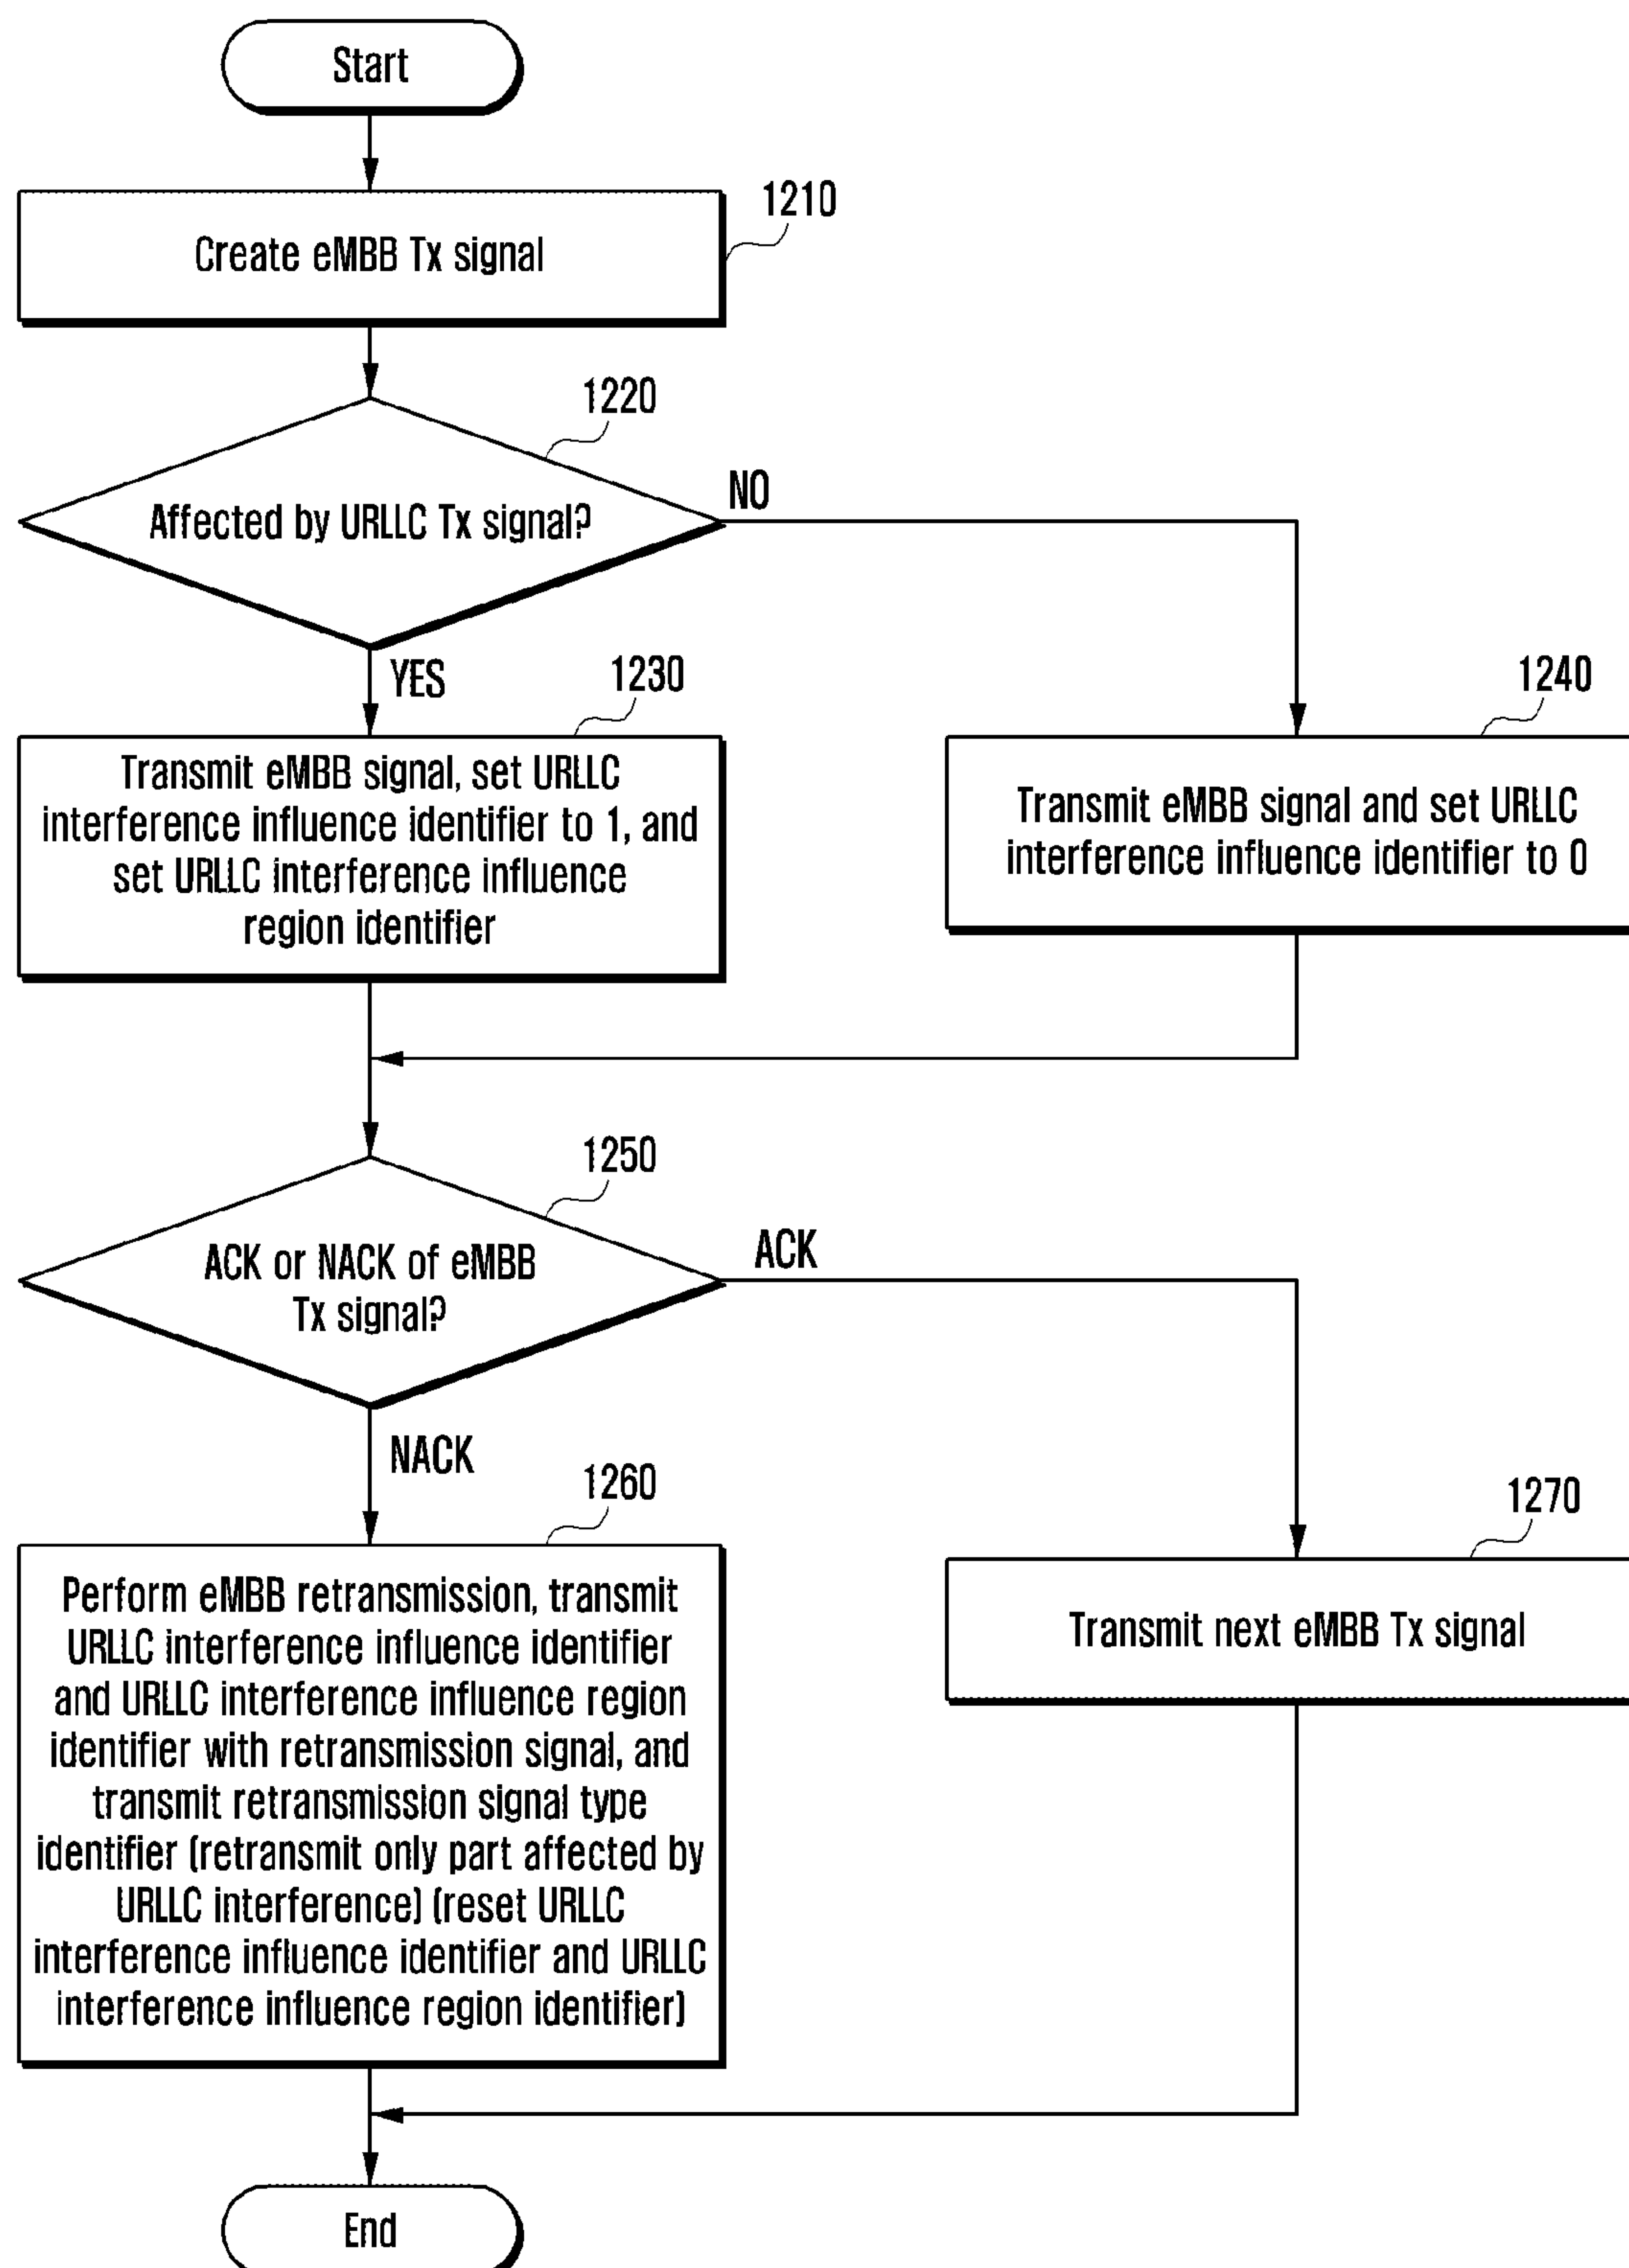 Start
1210
Create eMBB Tx signal
1220
Affected by URLLC Tx signal?
NO
YES
1230
Transmit eMBB signal, set URLLC
interference influence identifier to 1, and
set URLLC interference influence
region identifier
1240
Transmit eMBB signal and set URLLC
interference influence identifier to 0
1250
ACK or NACK of eMBB
Tx signal?
ACK
NACK
1260
Perform eMBB retransmission, transmit
URLLC interference influence identifier
and URLLC interference influence region
identifier with retransmission signal, and
transmit retransmission signal type
identifier (retransmit only part affected by
URLLC interference) (reset URLLC
interference influence identifier and URLLC
interference influence region identifier)
1270
Transmit next eMBB Tx signal
End